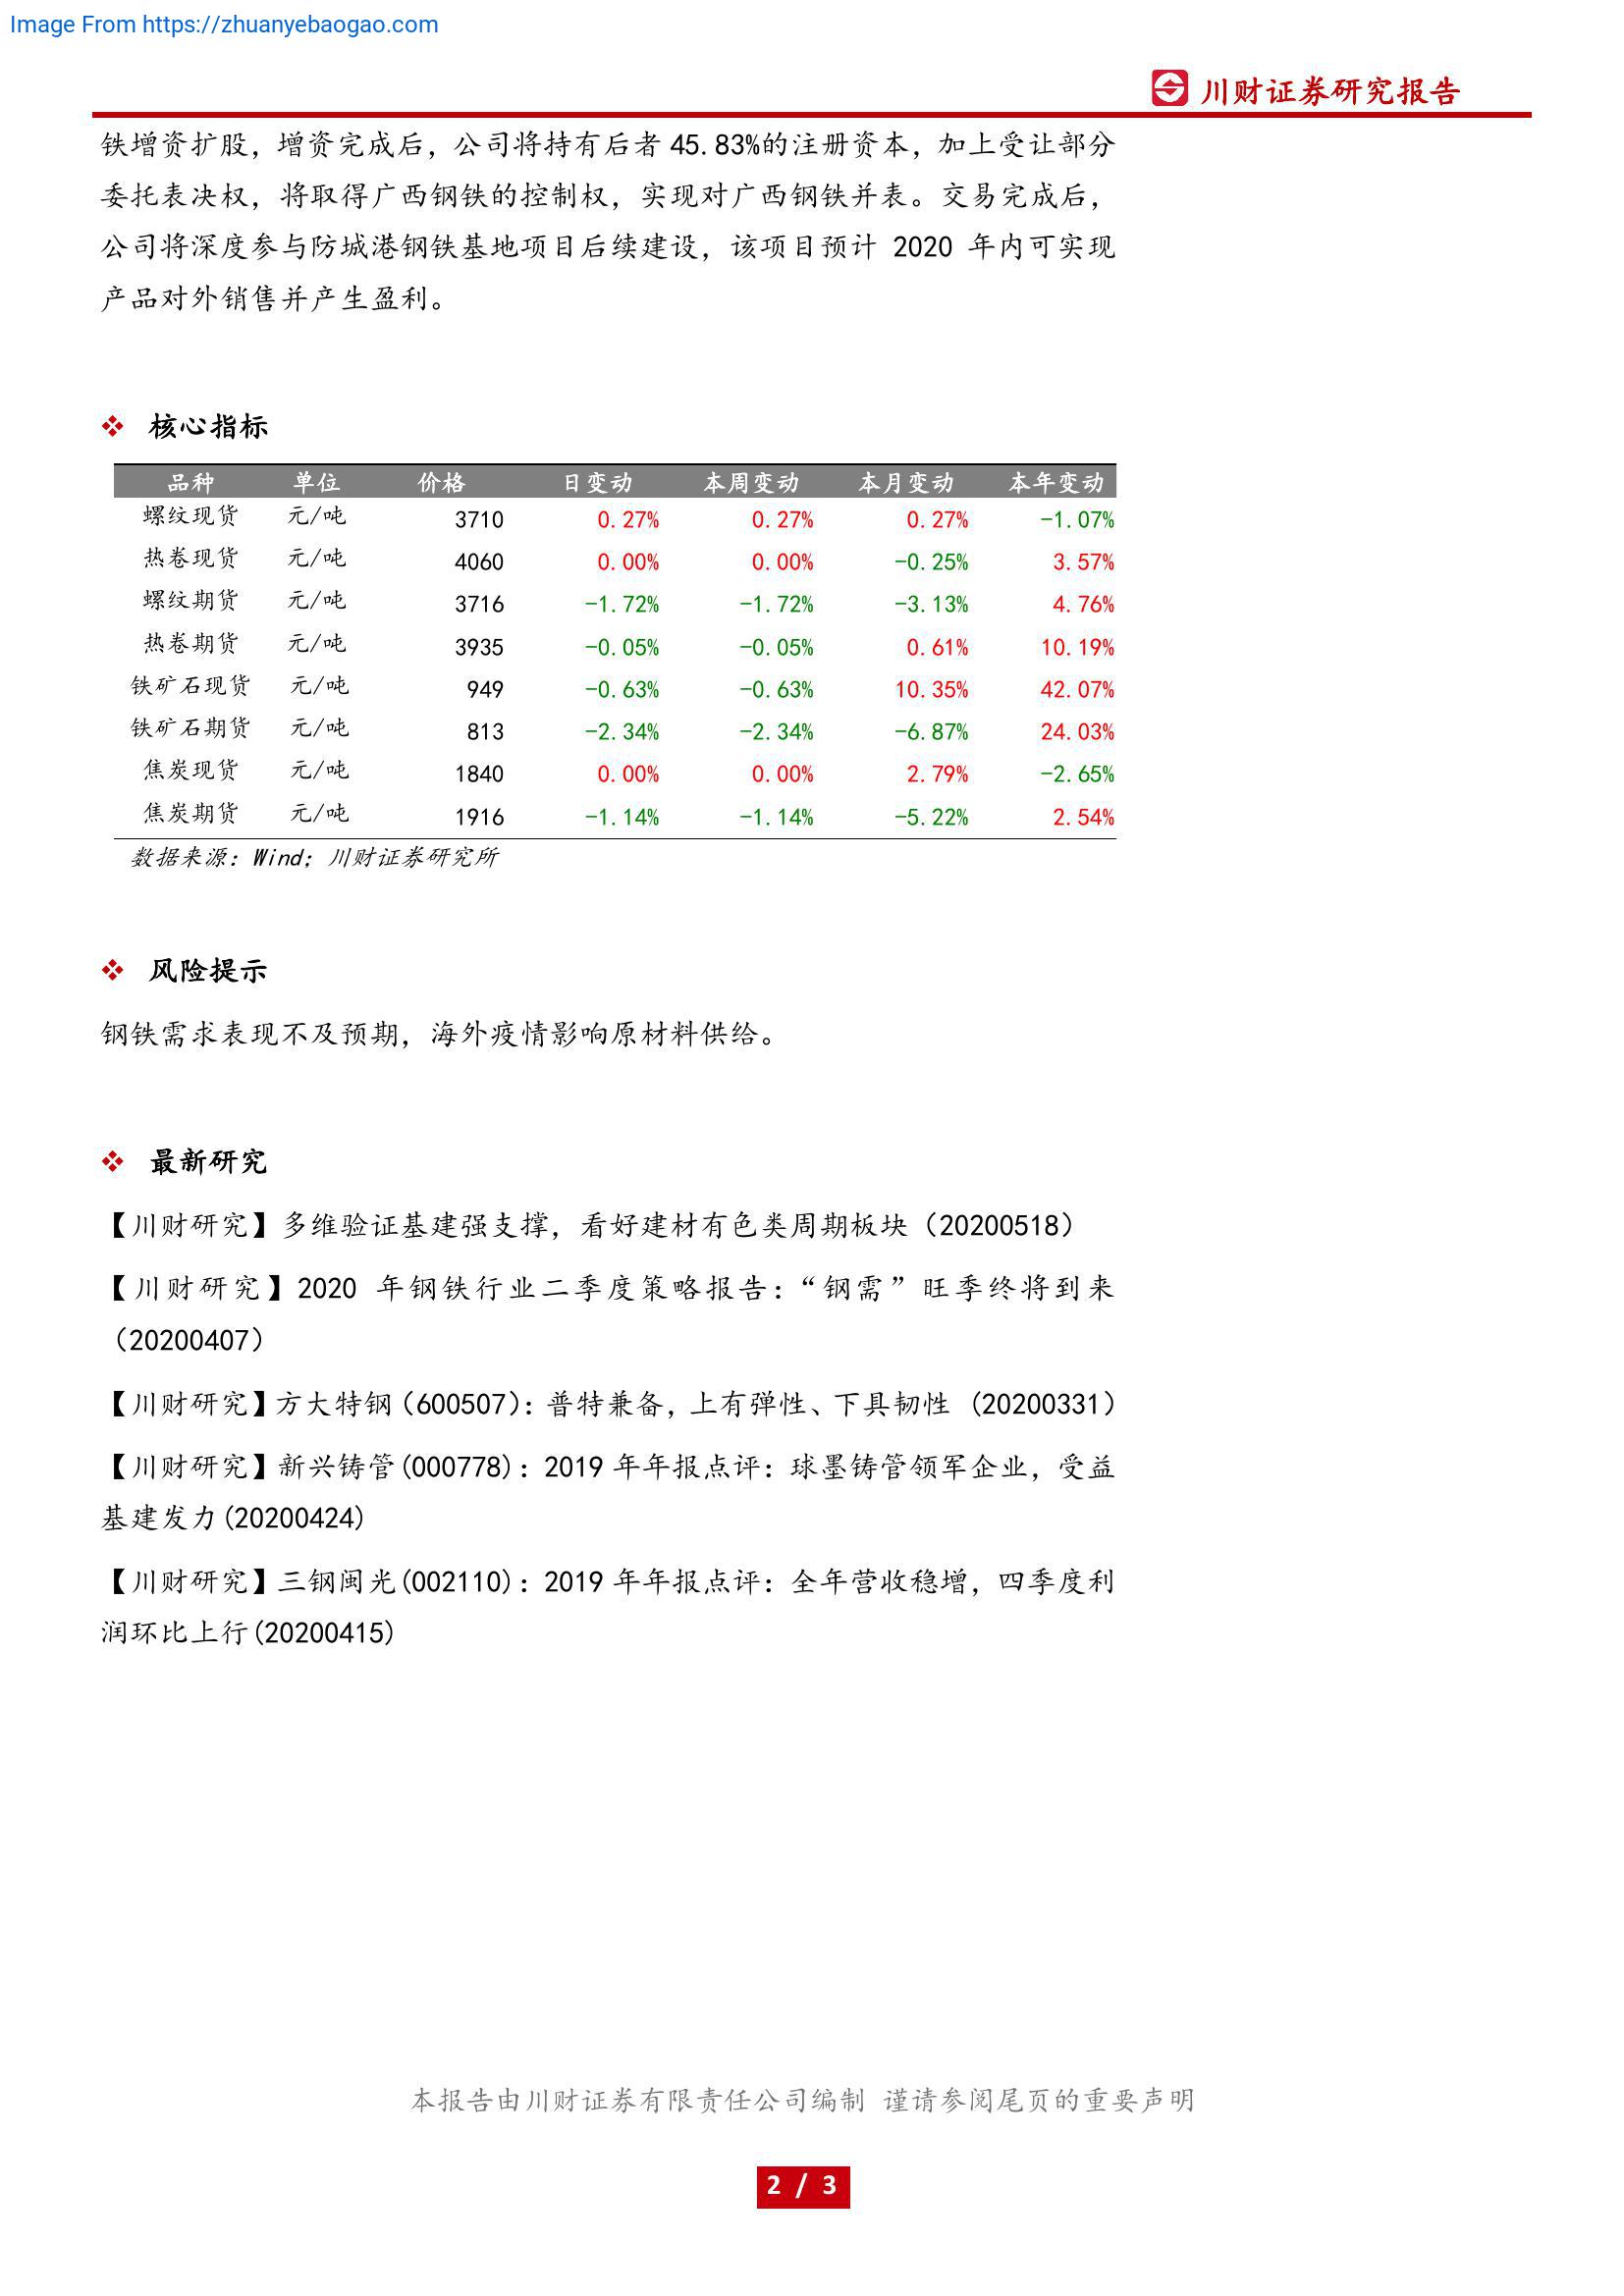 Image From https://zhuanyebaogao.com
川财证券研究报告
铁增资扩股，增资完成后，公司将持有后者 45.83%的注册资本，加上受让部分
委托表决权，将取得广西钢铁的控制权，实现对广西钢铁并表。交易完成后，
公司将深度参与防城港钢铁基地项目后续建设，该项目预计 2020 年内可实现
产品对外销售并产生盈利。
核心指标
品种 单位 价格 日变动 本周变动 本月变动 本年变动
螺纹现货 元/吨 3710 0.27% 0.27% 0.27% -1.07%
热卷现货 元/吨 4060 0.00% 0.00% -0.25% 3.57%
螺纹期货 元/吨 3716 -1.72% -1.72% -3.13% 4.76%
热卷期货 元/吨 3935 -0.05% -0.05% 0.61% 10.19%
铁矿石现货 元/吨 949 -0.63% -0.63% 10.35% 42.07%
铁矿石期货 元/吨 813 -2.34% -2.34% -6.87% 24.03%
焦炭现货 元/吨 1840 0.00% 0.00% 2.79% -2.65%
焦炭期货 元/吨 1916 -1.14% -1.14% -5.22% 2.54%
数据来源：Wind；川财证券研究所
风险提示
钢铁需求表现不及预期，海外疫情影响原材料供给。
最新研究
【川财研究】多维验证基建强支撑，看好建材有色类周期板块（20200518）
【川财研究】2020 年钢铁行业二季度策略报告：“钢需”旺季终将到来
（20200407）
【川财研究】方大特钢（600507）：普特兼备，上有弹性、下具韧性 (20200331)
【川财研究】新兴铸管(000778)：2019 年年报点评：球墨铸管领军企业，受益
基建发力(20200424)
【川财研究】三钢闽光(002110)：2019 年年报点评：全年营收稳增，四季度利
润环比上行(20200415)
本报告由川财证券有限责任公司编制 谨请参阅尾页的重要声明
2 / 3